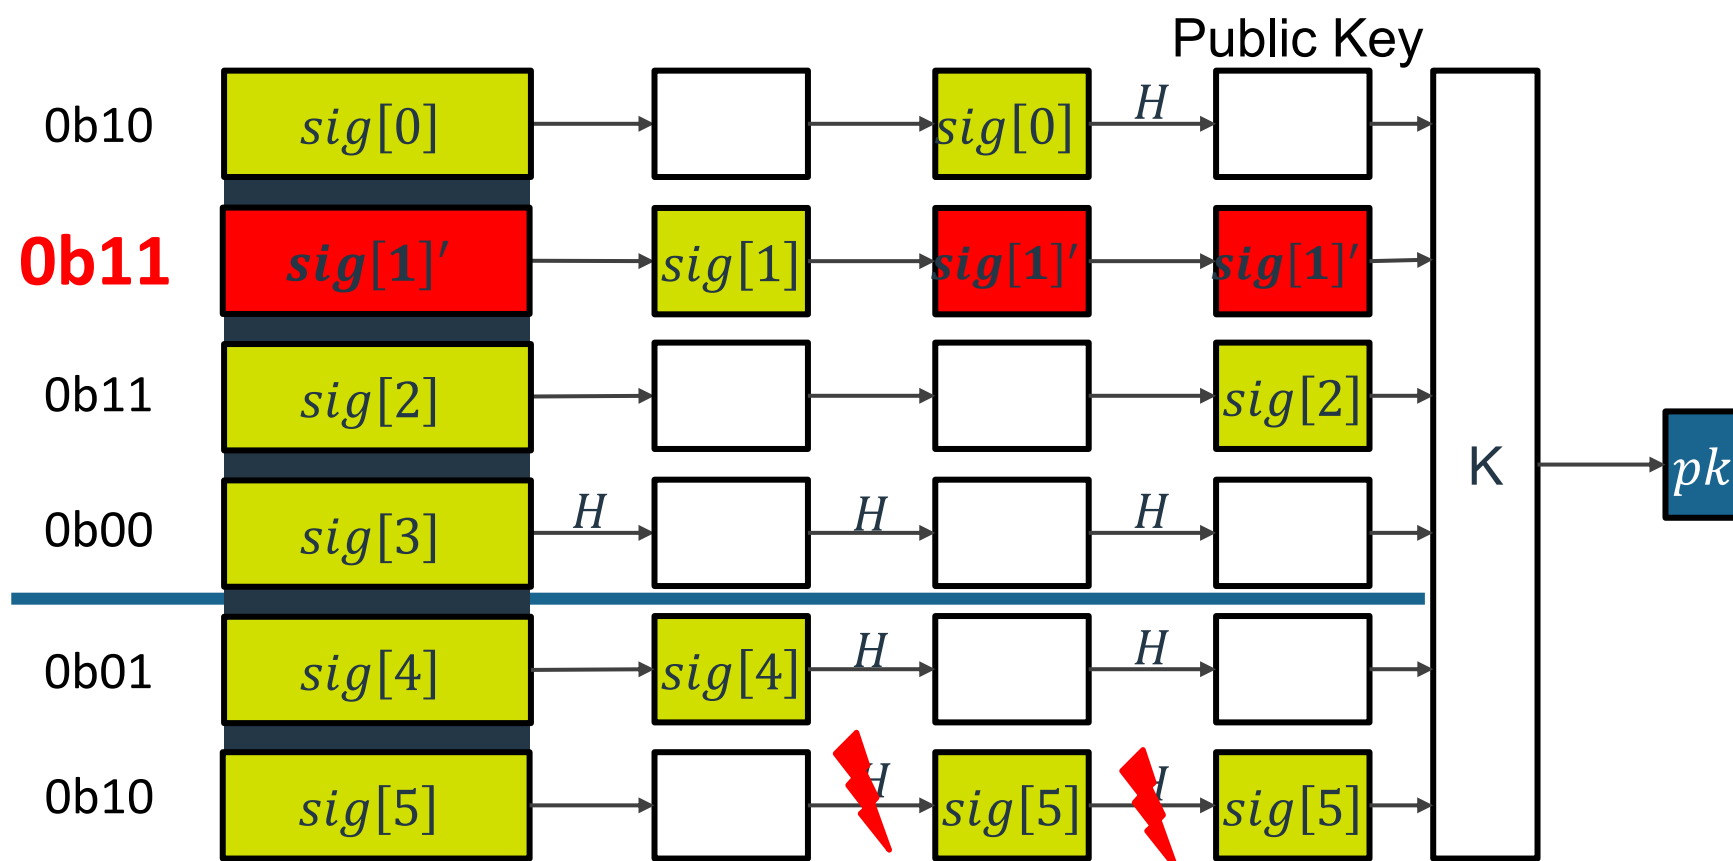 Public Key
0b10 sig[0] sig[0] H
0b11 sig[1]′ sig[1] sig[1]′ sig[1]′
0b11 sig[2] sig[2]
K
pk
0b00 sig[3] H H H
0b01 sig[4] sig[4] H H
0b10 sig[5] H sig[5] H sig[5]